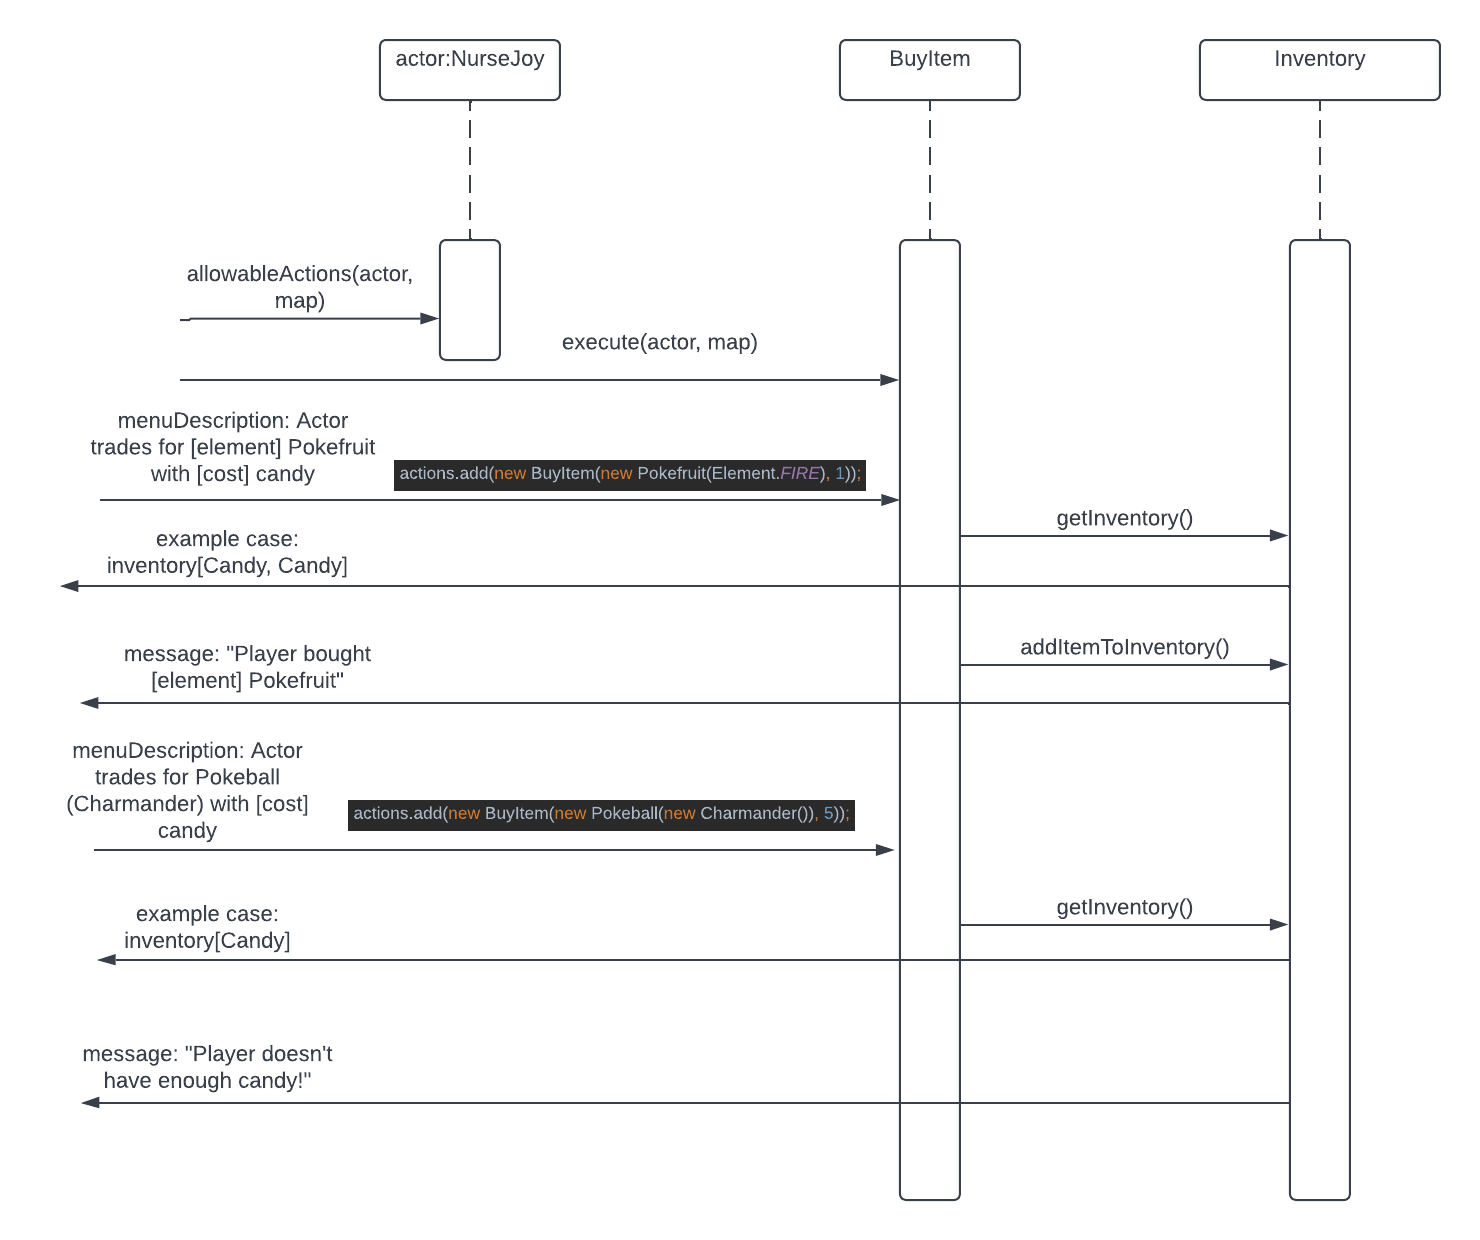 actor:NurseJoy
BuyItem
Inventory
allowableActions(actor,
map)
execute(actor, map)
menuDescription: Actor
trades for [element] Pokefruit
with [cost] candy
actions.add(new BuyItem(new Pokefruit(Element.FIRE), 1));
getInventory()
example case:
inventory[Candy, Candy]
addItemToInventory()
message: "Player bought
[element] Pokefruit"
menuDescription: Actor
trades for Pokeball
(Charmander) with [cost]
candy
actions.add(new BuyItem(new Pokeball(new Charmander()), 5));
getInventory()
example case:
inventory[Candy]
message: "Player doesn't
have enough candy!"